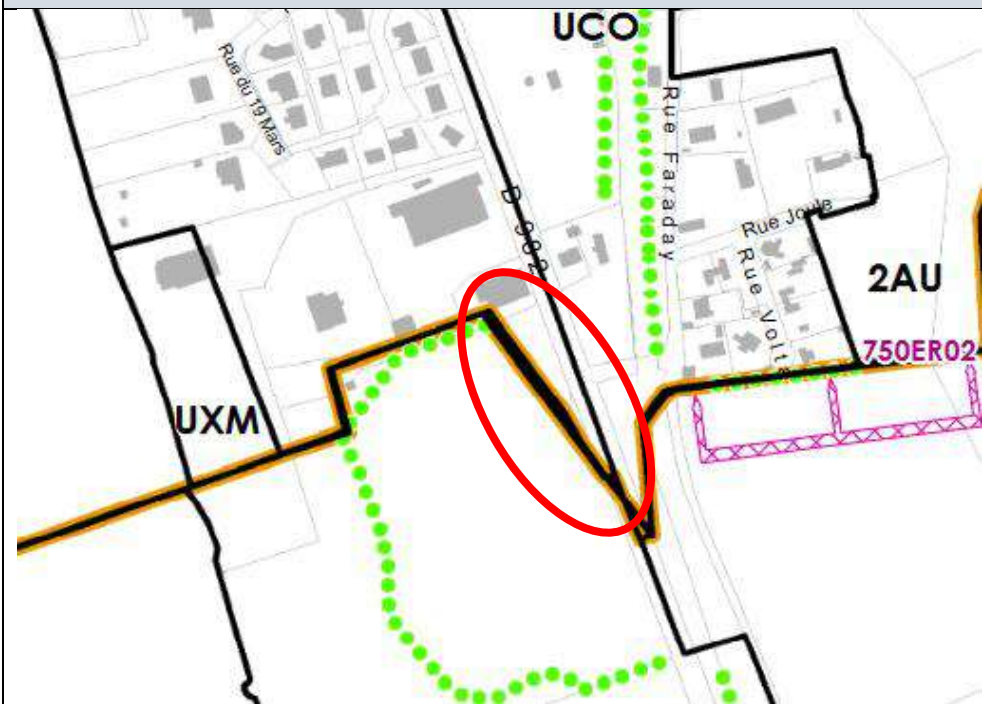 UCO
Rue du 19 Mars
Rue Faraday
D 902
Rue Joule
Rue Volta
2AU
750ER02
UXM